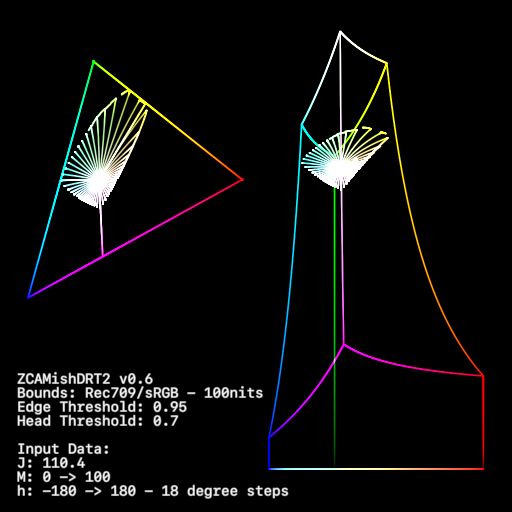 ZCAMishDRT2 v0.6
Bounds: Rec709/sRGB - 100nits
Edge Threshold: 0.95
Head Threshold: 0.7
Input Data:
J: 110.4
M: 0 -> 100
h: -180 -> 180 - 18 degree steps